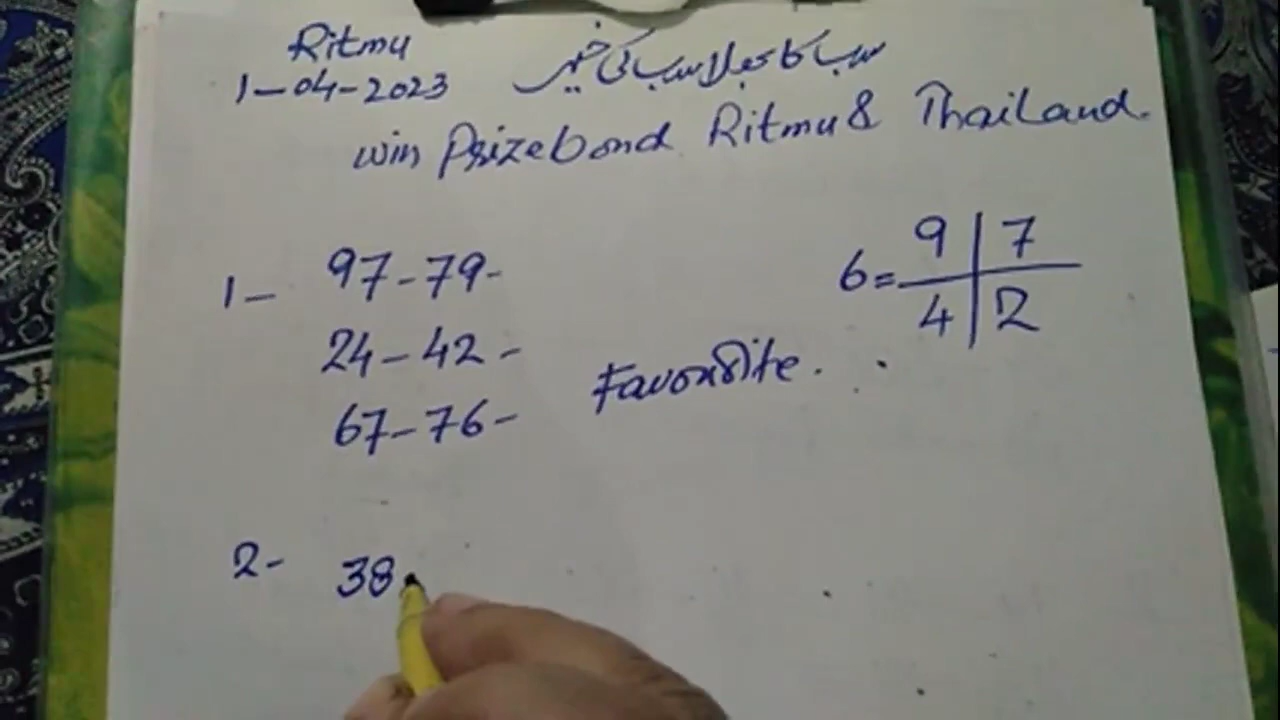 Ritmu
1-04-2023
سب کا بھلا سب کی خیر
win Prizebond Ritmu & Thailand.
1- 97-79-
24-42-
67-76-
Favourite.
6= 9 | 7
4 | 2
2- 38